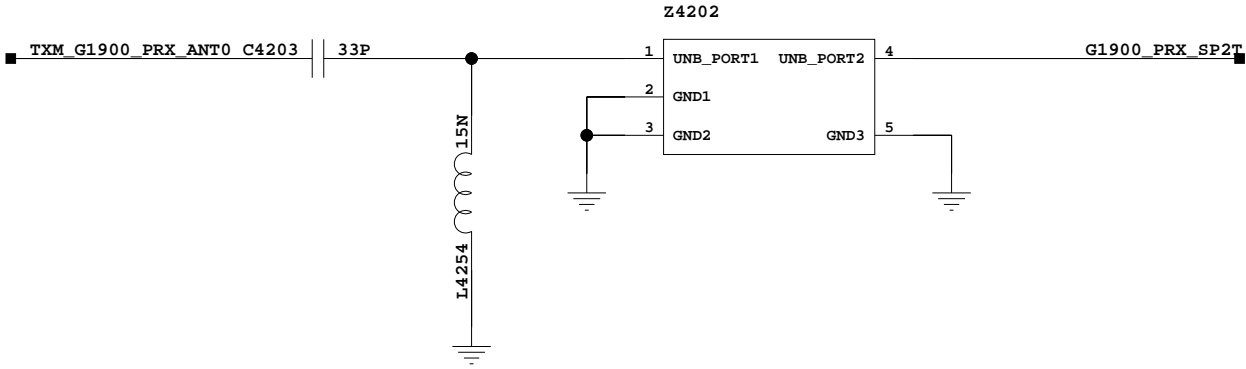 Z4202
TXM_G1900_PRX_ANT0 C4203 33P
1 UNB_PORT1 UNB_PORT2 4
G1900_PRX_SP2T
2 GND1
3 GND2 GND3 5
15N
L4254